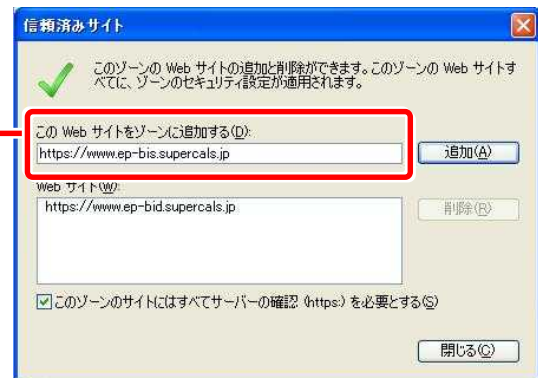 信頼済みサイト
このゾーンの Web サイトの追加と削除ができます。このゾーンの Web サイトす
べてに、ゾーンのセキュリティ設定が適用されます。
この Web サイトをゾーンに追加する(D):
https://www.ep-bis.supercals.jp
追加(A)
Web サイト(W):
https://www.ep-bid.supercals.jp
削除(R)
このゾーンのサイトにはすべてサーバーの確認 (https:) を必要とする(S)
閉じる(C)